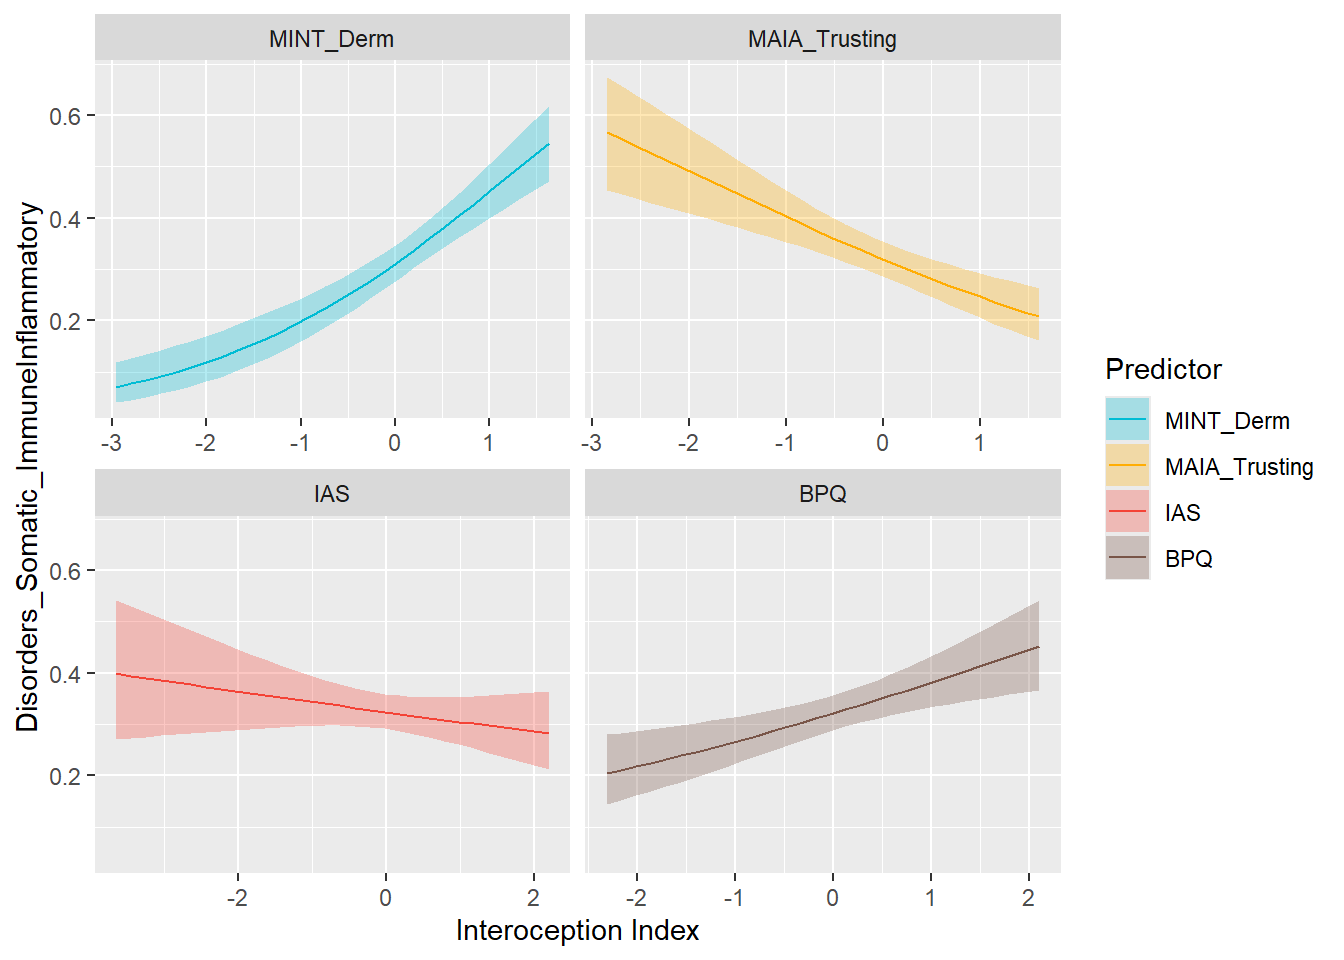 MINT_Derm
MAIA_Trusting
0.6
0.4
0.2
-3 -2 -1 0 1
-3 -2 -1 0 1
IAS
BPQ
0.6
0.4
0.2
-2 0 2
-2 -1 0 1 2
Interoception Index
Disorders_Somatic_ImmuneInflammatory
Predictor
MINT_Derm
MAIA_Trusting
IAS
BPQ